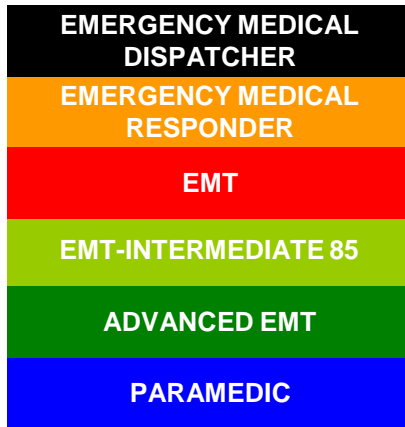 EMERGENCY MEDICAL
DISPATCHER
EMERGENCY MEDICAL
RESPONDER
EMT
EMT-INTERMEDIATE 85
ADVANCED EMT
PARAMEDIC